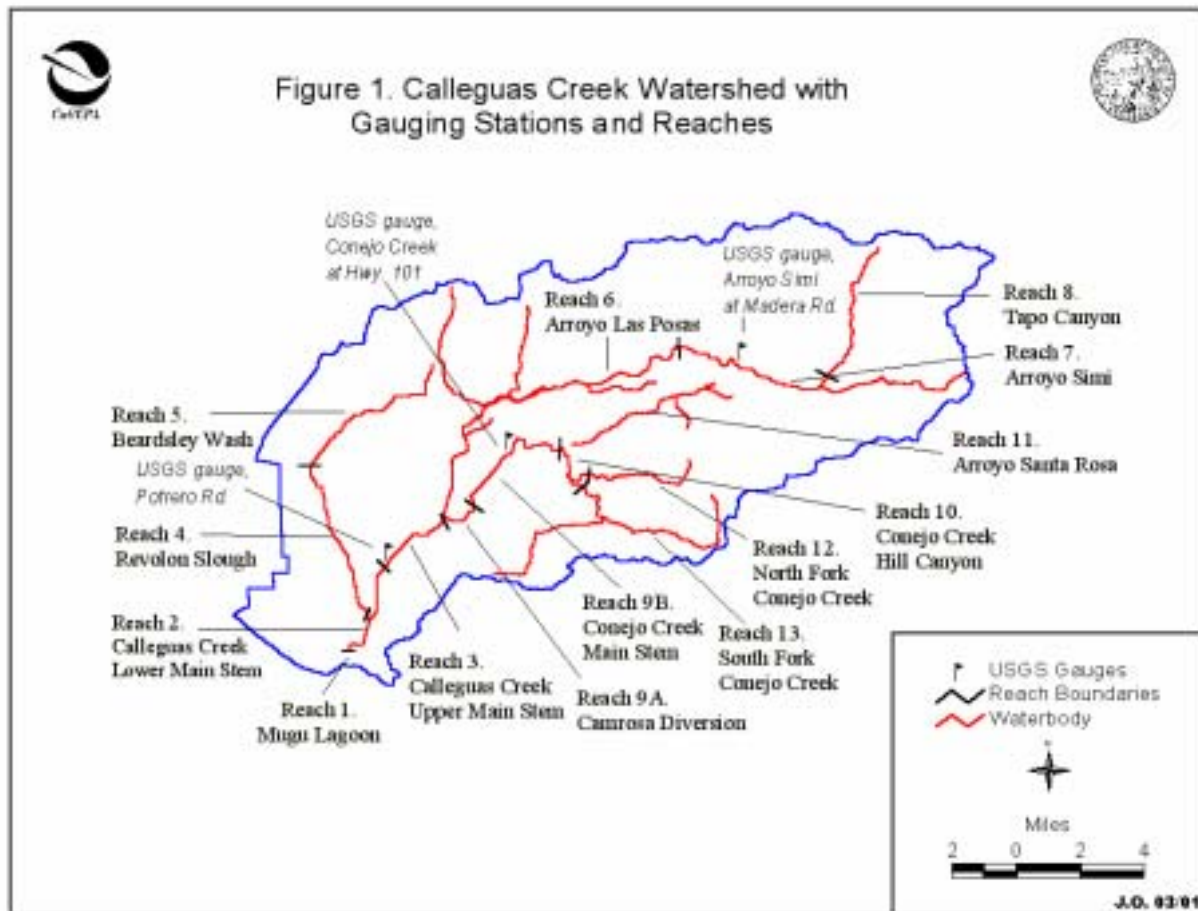 Cal/EPA
Figure 1. Calleguas Creek Watershed with
Gauging Stations and Reaches
USGS gauge,
Conejo Creek
at Hwy. 101
USGS gauge,
Arroyo Simi
at Madera Rd.
Reach 6.
Arroyo Las Posas
Reach 8.
Tapo Canyon
Reach 7.
Arroyo Simi
Reach 5.
Beardsley Wash
USGS gauge,
Potrero Rd.
Reach 11.
Arroyo Santa Rosa
Reach 4.
Revolon Slough
Reach 10.
Conejo Creek
Hill Canyon
Reach 12.
North Fork
Conejo Creek
Reach 2.
Calleguas Creek
Lower Main Stem
Reach 9B.
Conejo Creek
Main Stem
Reach 13.
South Fork
Conejo Creek
Reach 3.
Calleguas Creek
Upper Main Stem
Reach 9A.
Camrosa Diversion
Reach 1.
Mugu Lagoon
USGS Gauges
Reach Boundaries
Waterbody
Miles
2 0 2 4
J.O. 03/01